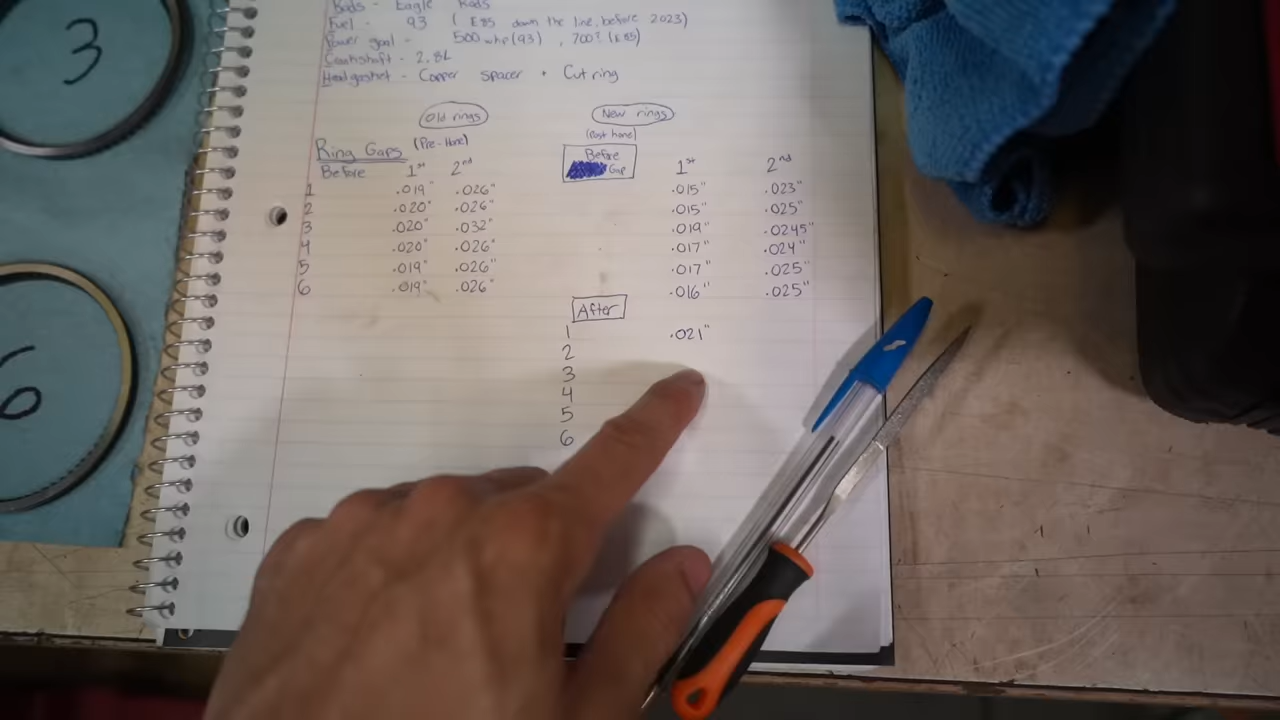 3
6
Rods - Eagle Rods
Fuel - 93 ( E85 down the line, before 2023)
Power goal - 500 whp (93) , 700? (E85)
Crankshaft - 2.8L
Headgasket - Copper spacer + Cut ring
Old rings New rings
Ring Gaps (Pre-Hone) (Post hone)
Before 1st 2nd Before Gap 1st 2nd
1 .019" .026" .015" .023"
2 .020" .026" .015" .025"
3 .020" .032" .019" .0245"
4 .020" .026" .017" .024"
5 .019" .026" .017" .025"
6 .019" .026" .016" .025"
After
1 .021"
2
3
4
5
6